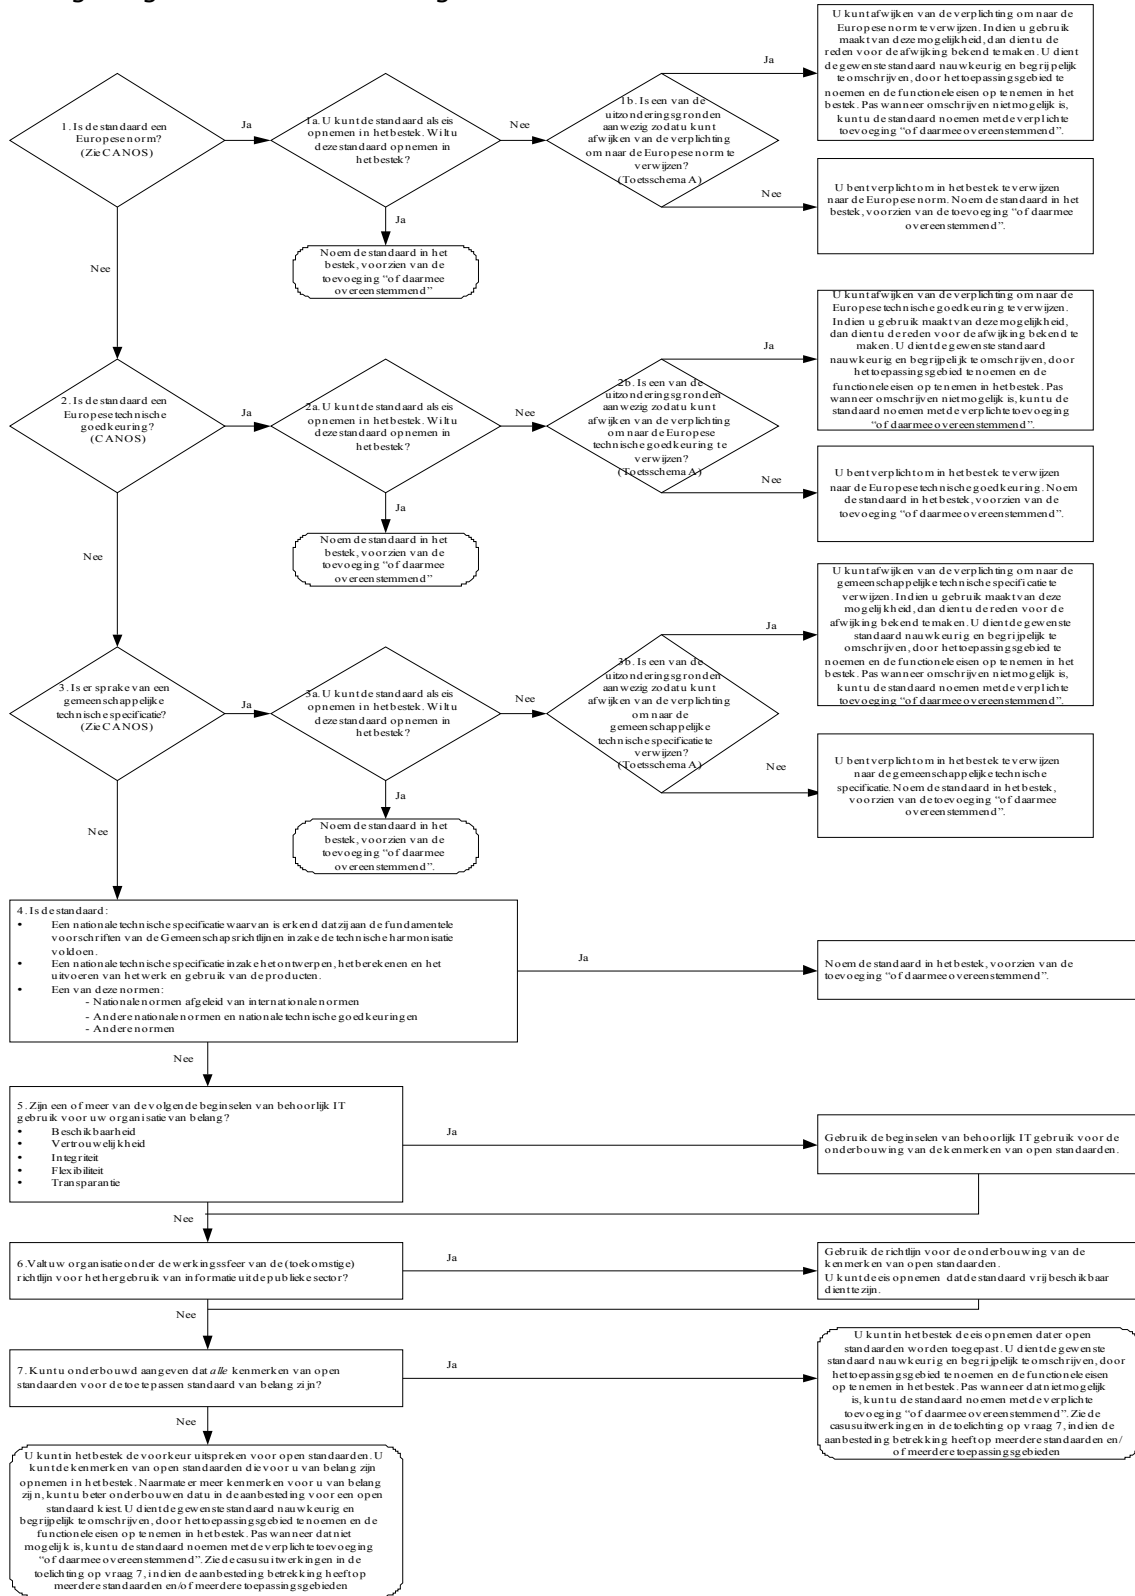 1. Is de standaard een
Europese norm?
(Zie CANOS)
Ja
1a. U kunt de standaard als eis
opnemen in het bestek. Wilt u
deze standaard opnemen in
het bestek?
Nee
1b. Is een van de
uitzonderingsgronden
aanwezig zodat u kunt
afwijken van de verplichting
om naar de Europese norm te
verwijzen?
(Toetsschema A)
Ja
U kunt afwijken van de verplichting om naar de
Europese norm te verwijzen. Indien u gebruik
maakt van deze mogelijkheid, dan dient u de
reden voor de afwijking bekend te maken. U dient
de gewenste standaard nauwkeurig en begrijpelijk
te omschrijven, door het toepassingsgebied te
noemen en de functionele eisen op te nemen in het
bestek. Pas wanneer omschrijven niet mogelijk is,
kunt u de standaard noemen met de verplichte
toevoeging “of daarmee overeenstemmend”.
Nee
U bent verplicht om in het bestek te verwijzen
naar de Europese norm. Noem de standaard in het
bestek, voorzien van de toevoeging “of daarmee
overeenstemmend”.
Ja
Noem de standaard in het
bestek, voorzien van de
toevoeging “of daarmee
overeenstemmend”
Nee
2. Is de standaard een
Europese technische
goedkeuring?
(CANOS)
Ja
2a. U kunt de standaard als eis
opnemen in het bestek. Wilt u
deze standaard opnemen in
het bestek?
Nee
2b. Is een van de
uitzonderingsgronden
aanwezig zodat u kunt
afwijken van de verplichting
om naar de Europese
technische goedkeuring te
verwijzen?
(Toetsschema A)
Ja
U kunt afwijken van de verplichting om naar de
Europese technische goedkeuring te verwijzen.
Indien u gebruik maakt van deze mogelijkheid,
dan dient u de reden voor de afwijking bekend te
maken. U dient de gewenste standaard
nauwkeurig en begrijpelijk te omschrijven, door
het toepassingsgebied te noemen en de
functionele eisen op te nemen in het bestek. Pas
wanneer omschrijven niet mogelijk is, kunt u de
standaard noemen met de verplichte toevoeging
“of daarmee overeenstemmend”.
Nee
U bent verplicht om in het bestek te verwijzen
naar de Europese technische goedkeuring. Noem
de standaard in het bestek, voorzien van de
toevoeging “of daarmee overeenstemmend”.
Ja
Noem de standaard in het
bestek, voorzien van de
toevoeging “of daarmee
overeenstemmend”
Nee
3. Is er sprake van een
gemeenschappelijke
technische specificatie?
(Zie CANOS)
Ja
3a. U kunt de standaard als eis
opnemen in het bestek. Wilt u
deze standaard opnemen in
het bestek?
Nee
3b. Is een van de
uitzonderingsgronden
aanwezig zodat u kunt
afwijken van de verplichting
om naar de
gemeenschappelijke
technische specificatie te
verwijzen?
(Toetsschema A)
Ja
U kunt afwijken van de verplichting om naar de
gemeenschappelijke technische specificatie te
verwijzen. Indien u gebruik maakt van deze
mogelijkheid, dan dient u de reden voor de
afwijking bekend te maken. U dient de gewenste
standaard nauwkeurig en begrijpelijk te
omschrijven, door het toepassingsgebied te
noemen en de functionele eisen op te nemen in het
bestek. Pas wanneer omschrijven niet mogelijk is,
kunt u de standaard noemen met de verplichte
toevoeging “of daarmee overeenstemmend”.
Nee
U bent verplicht om in het bestek te verwijzen
naar de gemeenschappelijke technische
specificatie. Noem de standaard in het bestek,
voorzien van de toevoeging “of daarmee
overeenstemmend”.
Ja
Noem de standaard in het
bestek, voorzien van de
toevoeging “of daarmee
overeenstemmend”.
Nee
4. Is de standaard:
• Een nationale technische specificatie waarvan is erkend dat zij aan de fundamentele
voorschriften van de Gemeenschapsrichtlijnen inzake de technische harmonisatie
voldoen.
• Een nationale technische specificatie inzake het ontwerpen, het berekenen en het
uitvoeren van het werk en gebruik van de producten.
• Een van deze normen:
- Nationale normen afgeleid van internationale normen
- Andere nationale normen en nationale technische goedkeuringen
- Andere normen
Ja
Noem de standaard in het bestek, voorzien van de
toevoeging “of daarmee overeenstemmend”.
Nee
5. Zijn een of meer van de volgende beginselen van behoorlijk IT
gebruik voor uw organisatie van belang?
• Beschikbaarheid
• Vertrouwelijkheid
• Integriteit
• Flexibiliteit
• Transparantie
Ja
Gebruik de beginselen van behoorlijk IT gebruik voor de
onderbouwing van de kenmerken van open standaarden.
Nee
6. Valt uw organisatie onder de werkingssfeer van de (toekomstige)
richtlijn voor het hergebruik van informatie uit de publieke sector?
Ja
Gebruik de richtlijn voor de onderbouwing van de
kenmerken van open standaarden.
U kunt de eis opnemen dat de standaard vrij beschikbaar
dient te zijn.
Nee
7. Kunt u onderbouwd aangeven dat alle kenmerken van open
standaarden voor de toe te passen standaard van belang zijn?
Ja
U kunt in het bestek de eis opnemen dat er open
standaarden worden toegepast. U dient de gewenste
standaard nauwkeurig en begrijpelijk te omschrijven, door
het toepassingsgebied te noemen en de functionele eisen
op te nemen in het bestek. Pas wanneer dat niet mogelijk
is, kunt u de standaard noemen met de verplichte
toevoeging “of daarmee overeenstemmend”. Zie de
casusuitwerkingen in de toelichting op vraag 7, indien de
aanbesteding betrekking heeft op meerdere standaarden en/
of meerdere toepassingsgebieden
Nee
U kunt in het bestek de voorkeur uitspreken voor open standaarden. U
kunt de kenmerken van open standaarden die voor u van belang zijn
opnemen in het bestek. Naarmate er meer kenmerken voor u van belang
zijn, kunt u beter onderbouwen dat u in de aanbesteding voor een open
standaard kiest. U dient de gewenste standaard nauwkeurig en
begrijpelijk te omschrijven, door het toepassingsgebied te noemen en de
functionele eisen op te nemen in het bestek. Pas wanneer dat niet
mogelijk is, kunt u de standaard noemen met de verplichte toevoeging
“of daarmee overeenstemmend”. Zie de casusuitwerkingen in de
toelichting op vraag 7, indien de aanbesteding betrekking heeft op
meerdere standaarden en/of meerdere toepassingsgebieden